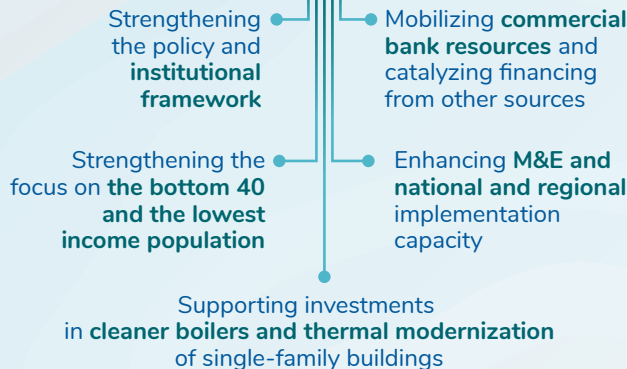 Strengthening
the policy and
institutional
framework
Mobilizing commercial
bank resources and
catalyzing financing
from other sources
Strengthening the
focus on the bottom 40
and the lowest
income population
Enhancing M&E and
national and regional
implementation
capacity
Supporting investments
in cleaner boilers and thermal modernization
of single-family buildings